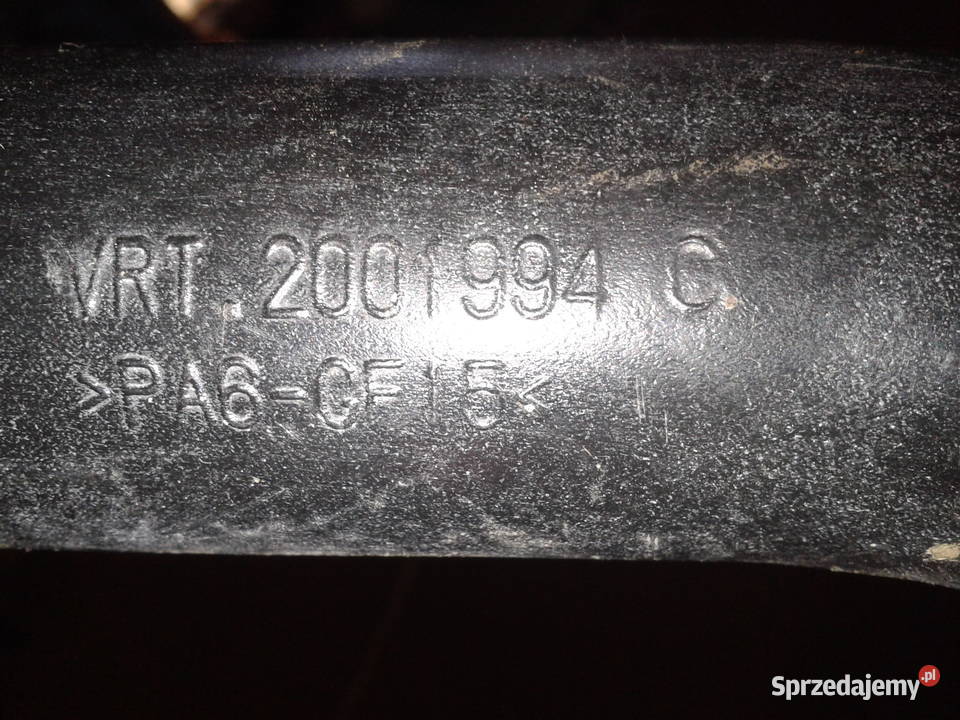 VRT.2001994 C
>PA6-GF15<
Sprzedajemy.pl